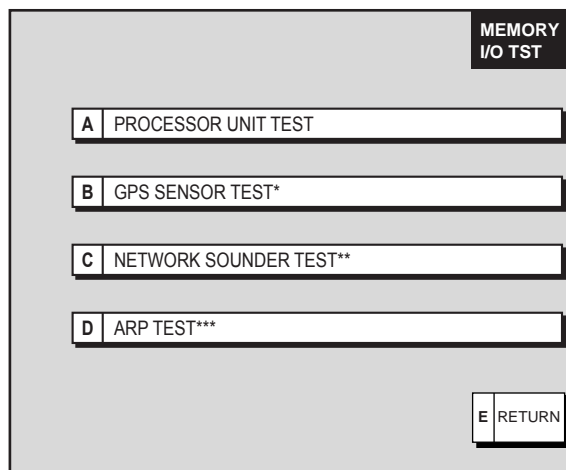 MEMORY
I/O TST
A PROCESSOR UNIT TEST
B GPS SENSOR TEST*
C NETWORK SOUNDER TEST**
D ARP TEST***
E RETURN